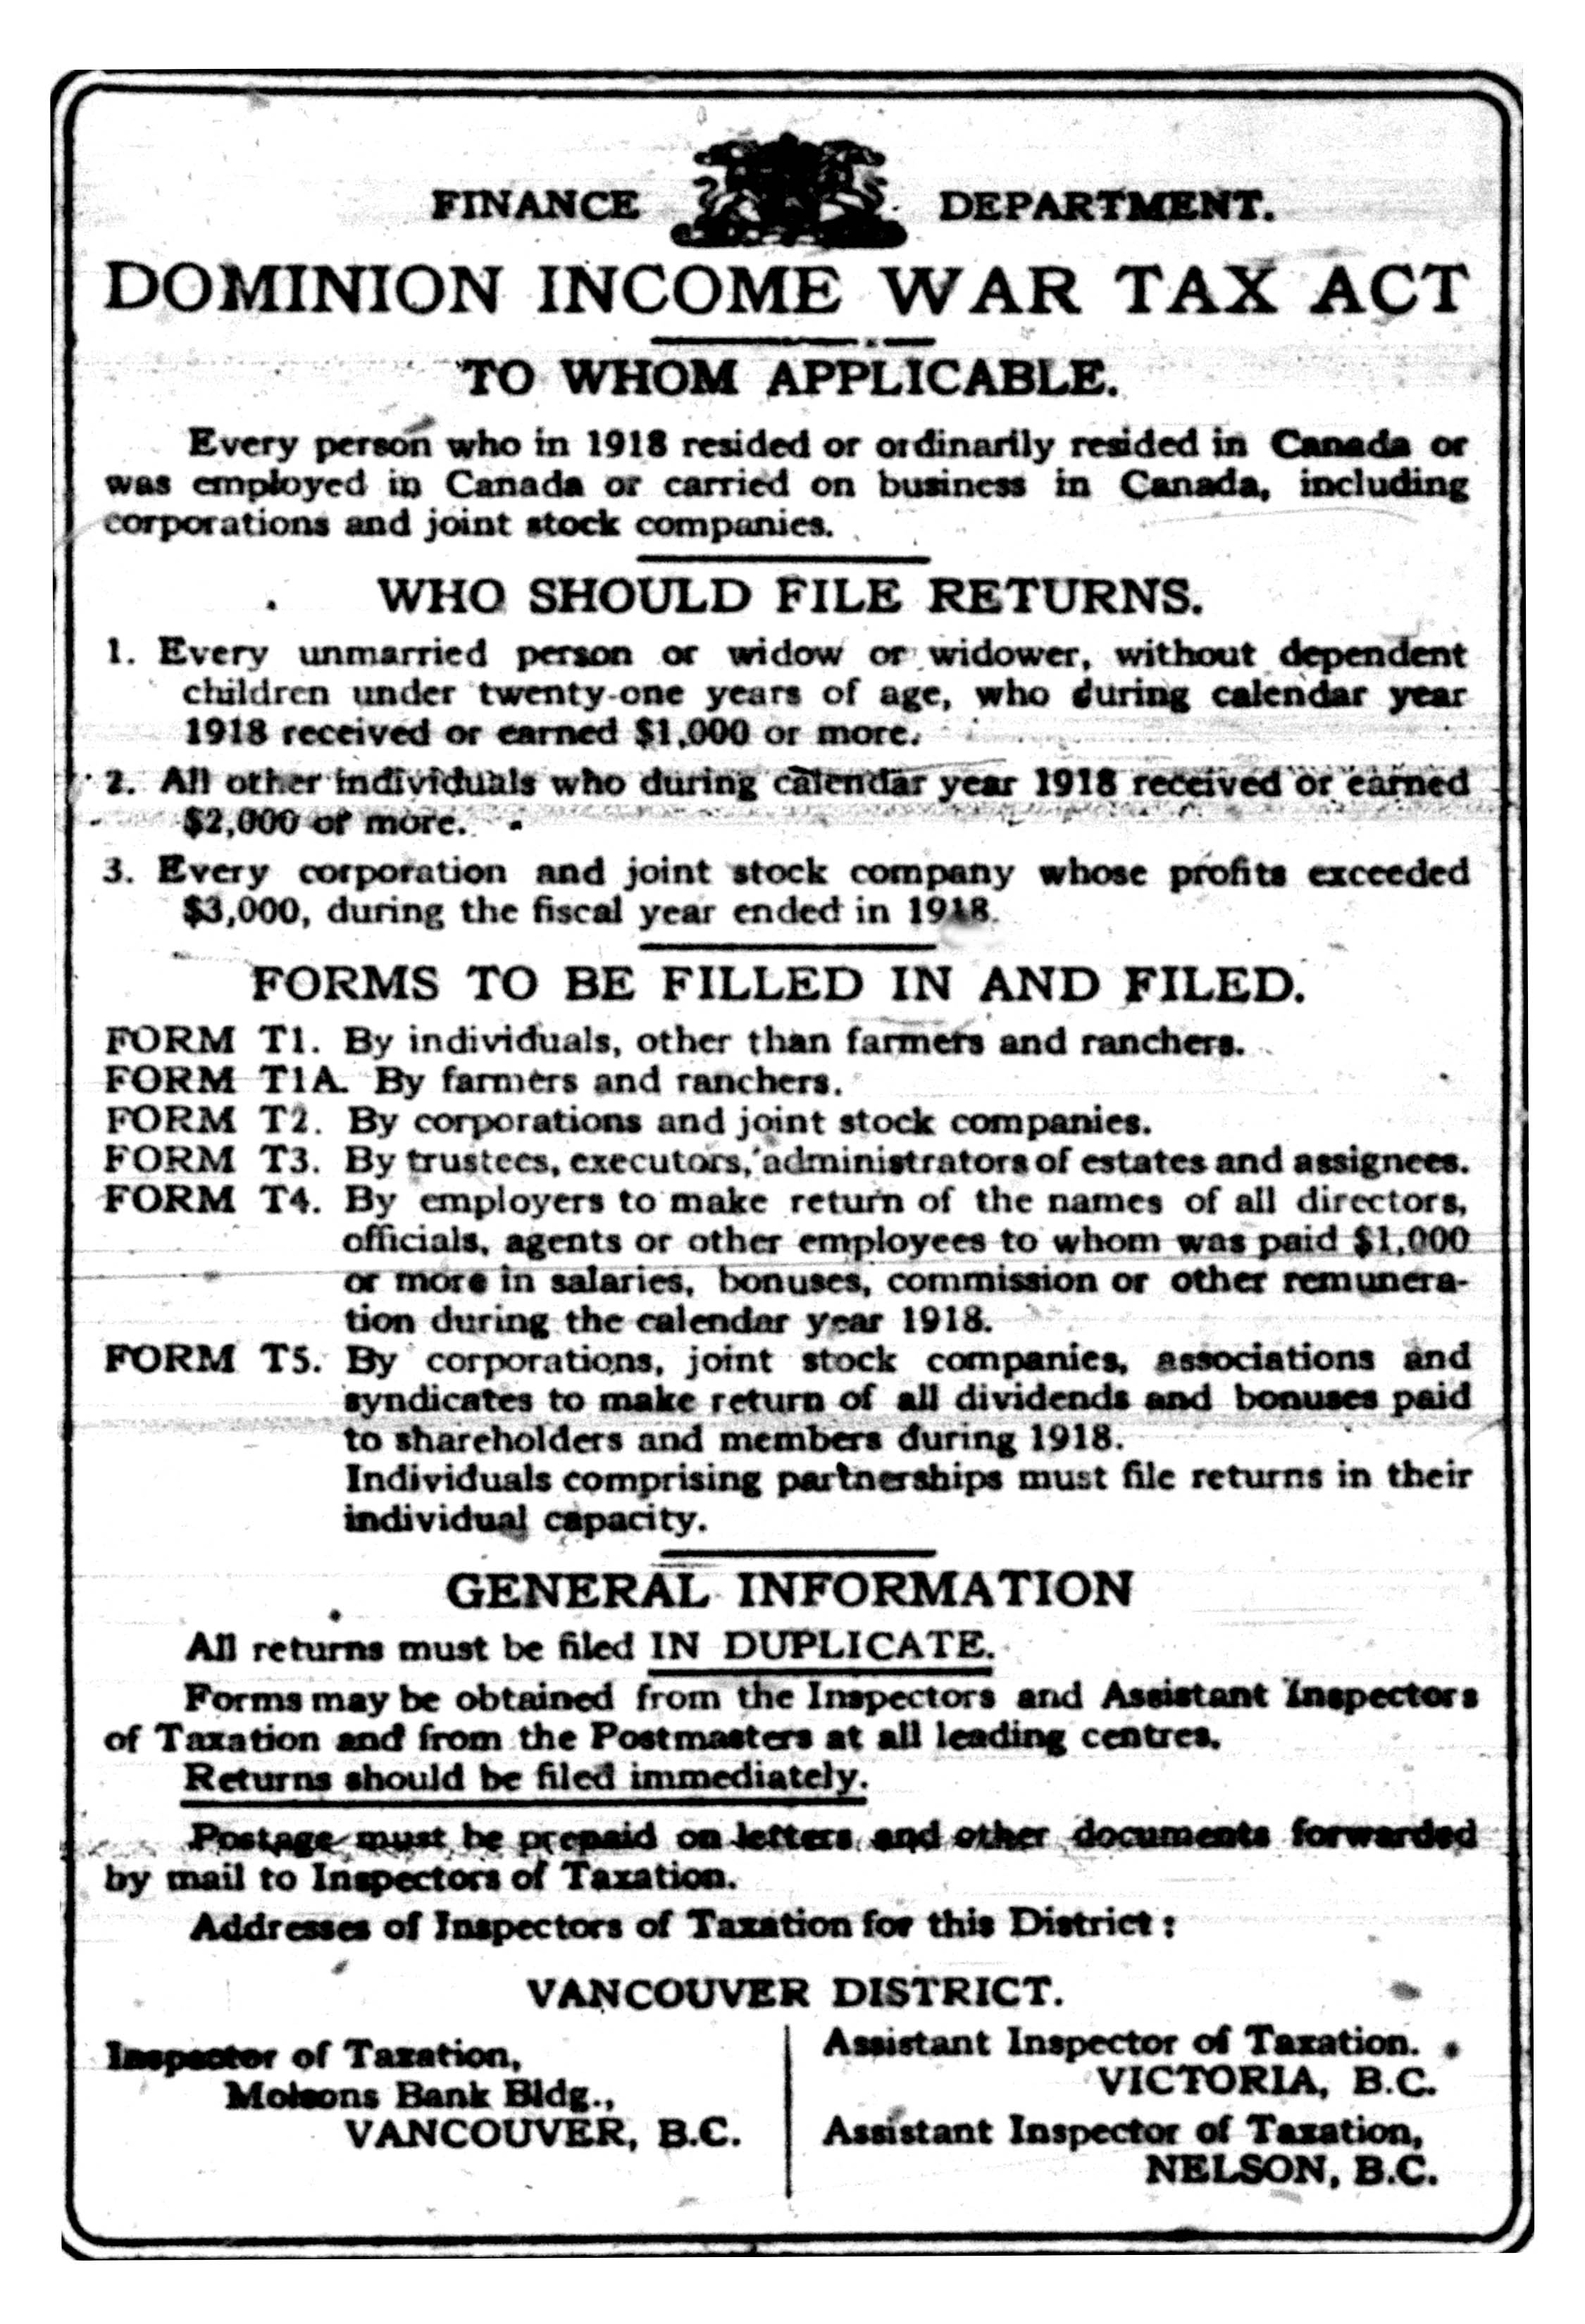 FINANCE DEPARTMENT.
DOMINION INCOME WAR TAX ACT
TO WHOM APPLICABLE.
Every person who in 1918 resided or ordinarily resided in Canada or
was employed in Canada or carried on business in Canada, including
corporations and joint stock companies.
WHO SHOULD FILE RETURNS.
1. Every unmarried person or widow or widower, without dependent
children under twenty-one years of age, who during calendar year
1918 received or earned $1,000 or more.
2. All other individuals who during calendar year 1918 received or earned
$2,000 or more.
3. Every corporation and joint stock company whose profits exceeded
$3,000, during the fiscal year ended in 1918.
FORMS TO BE FILLED IN AND FILED.
FORM T1. By individuals, other than farmers and ranchers.
FORM T1A. By farmers and ranchers.
FORM T2. By corporations and joint stock companies.
FORM T3. By trustees, executors, administrators of estates and assignees.
FORM T4. By employers to make return of the names of all directors,
officials, agents or other employees to whom was paid $1,000
or more in salaries, bonuses, commission or other remunera-
tion during the calendar year 1918.
FORM T5. By corporations, joint stock companies, associations and
syndicates to make return of all dividends and bonuses paid
to shareholders and members during 1918.
Individuals comprising partnerships must file returns in their
individual capacity.
GENERAL INFORMATION
All returns must be filed IN DUPLICATE.
Forms may be obtained from the Inspectors and Assistant Inspectors
of Taxation and from the Postmasters at all leading centres.
Returns should be filed immediately.
Postage must be prepaid on letters and other documents forwarded
by mail to Inspectors of Taxation.
Addresses of Inspectors of Taxation for this District:
VANCOUVER DISTRICT.
Inspector of Taxation,
Molsons Bank Bldg.,
VANCOUVER, B.C.
Assistant Inspector of Taxation.
VICTORIA, B.C.
Assistant Inspector of Taxation,
NELSON, B.C.